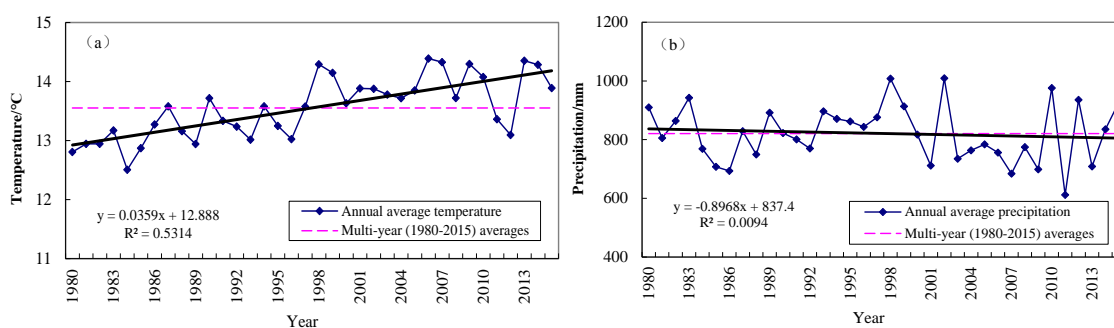 (a)
Temperature/°C
15
14
13
12
11
y = 0.0359x + 12.888
R² = 0.5314
Annual average temperature
Multi-year (1980-2015) averages
1980
1983
1986
1989
1992
1995
1998
2001
2004
2007
2010
2013
Year
(b)
Precipitation/mm
1200
1000
800
600
400
y = -0.8968x + 837.4
R² = 0.0094
Annual average precipitation
Multi-year (1980-2015) averages
1980
1983
1986
1989
1992
1995
1998
2001
2004
2007
2010
2013
Year